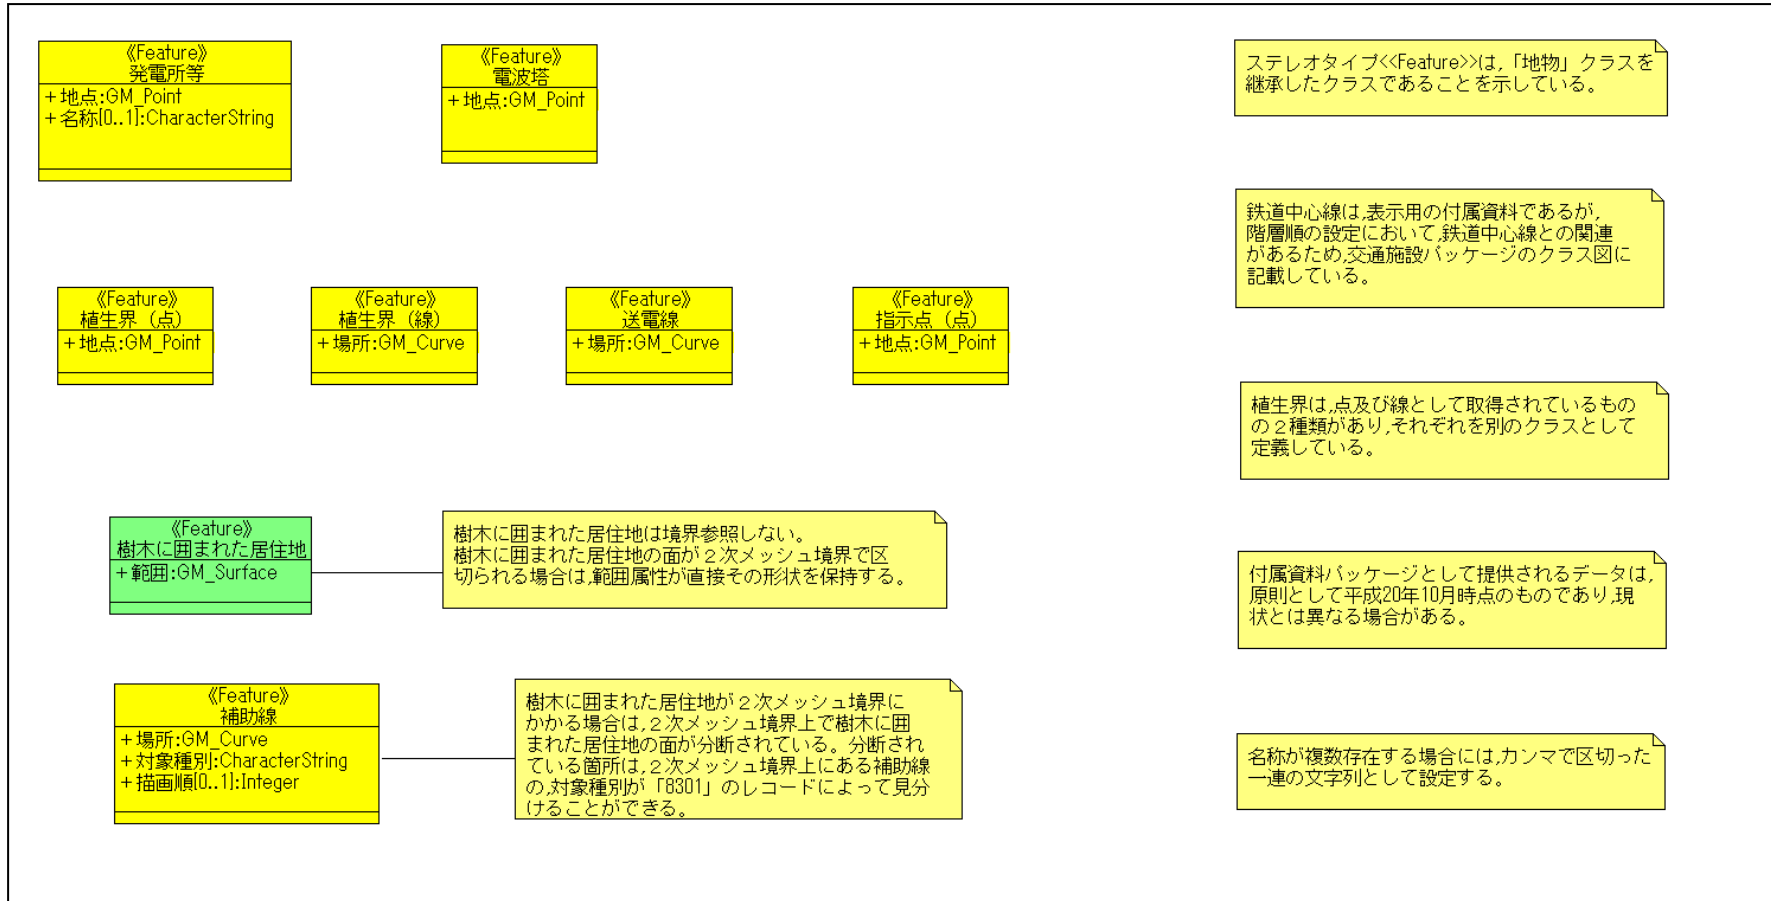 《Feature》
発電所等
+地点:GM_Point
+名称[0..1]:CharacterString
《Feature》
電波塔
+地点:GM_Point
ステレオタイプ<<Feature>>は,「地物」クラスを
継承したクラスであることを示している。
鉄道中心線は,表示用の付属資料であるが,
階層順の設定において,鉄道中心線との関連
があるため,交通施設パッケージのクラス図に
記載している。
《Feature》
植生界（点）
+地点:GM_Point
《Feature》
植生界（線）
+場所:GM_Curve
《Feature》
送電線
+場所:GM_Curve
《Feature》
指示点（点）
+地点:GM_Point
植生界は,点及び線として取得されているもの
の２種類があり,それぞれを別のクラスとして
定義している。
《Feature》
樹木に囲まれた居住地
+範囲:GM_Surface
樹木に囲まれた居住地は境界参照しない。
樹木に囲まれた居住地の面が２次メッシュ境界で区
切られる場合は,範囲属性が直接その形状を保持する。
付属資料パッケージとして提供されるデータは,
原則として平成20年10月時点のものであり,現
状とは異なる場合がある。
《Feature》
補助線
+場所:GM_Curve
+対象種別:CharacterString
+描画順[0..1]:Integer
樹木に囲まれた居住地が２次メッシュ境界に
かかる場合は,２次メッシュ境界上で樹木に囲
まれた居住地の面が分断されている。分断され
ている箇所は,２次メッシュ境界上にある補助線
の,対象種別が「8301」のレコードによって見分
けることができる。
名称が複数存在する場合には,カンマで区切った
一連の文字列として設定する。